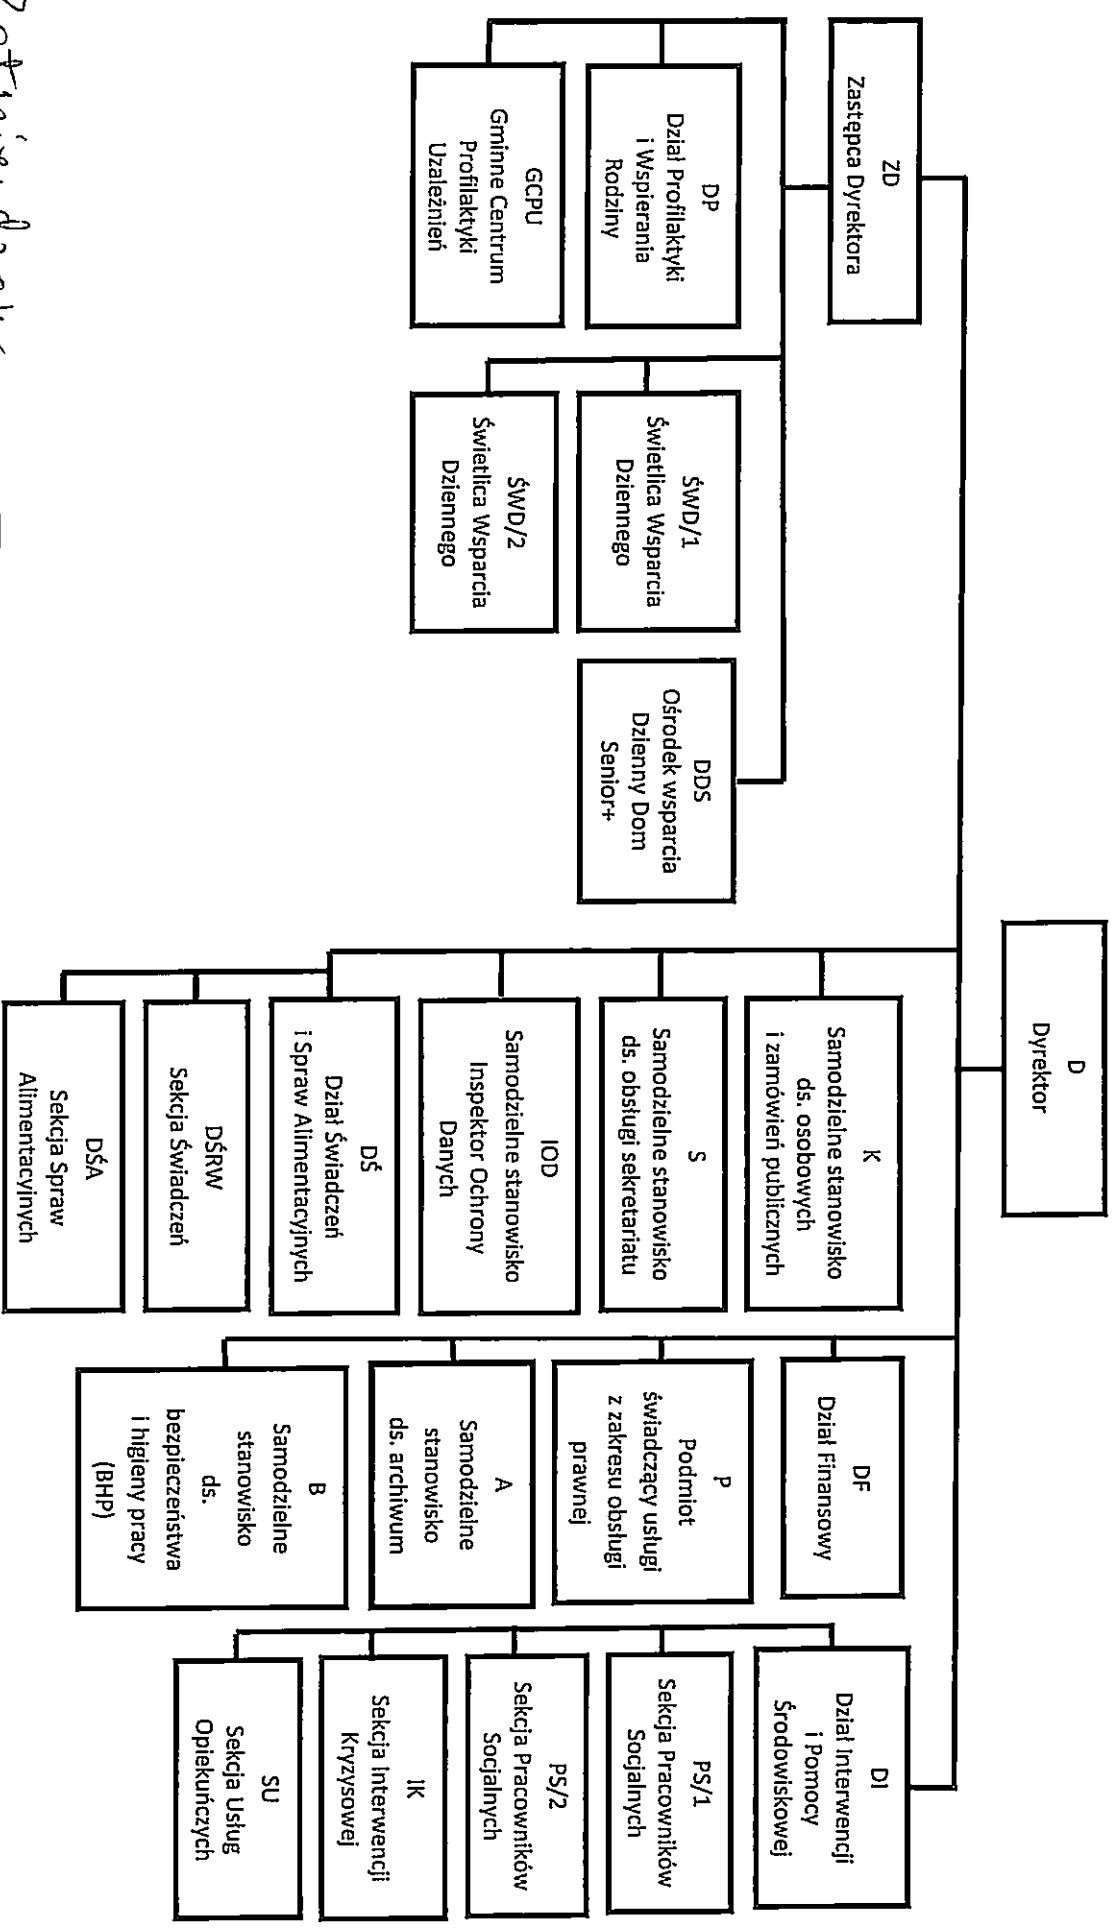 D
Dyrektor
ZD
Zastępca Dyrektora
DP
Dział Profilaktyki
i Wspierania
Rodziny
GCPU
Gminne Centrum
Profilaktyki
Uzależnień
ŚWD/1
Świetlica Wsparcia
Dziennego
ŚWD/2
Świetlica Wsparcia
Dziennego
DDS
Ośrodek wsparcia
Dzienny Dom
Senior+
K
Samodzielne stanowisko
ds. osobowych
i zamówień publicznych
S
Samodzielne stanowisko
ds. obsługi sekretariatu
IOD
Samodzielne stanowisko
Inspektor Ochrony
Danych
DŚ
Dział Świadczeń
i Spraw Alimentacyjnych
DŚRW
Sekcja Świadczeń
DŚA
Sekcja Spraw
Alimentacyjnych
DF
Dział Finansowy
P
Podmiot
świadczący usługi
z zakresu obsługi
prawnej
A
Samodzielne
stanowisko
ds. archiwum
B
Samodzielne
stanowisko
ds.
bezpieczeństwa
i higieny pracy
(BHP)
DI
Dział Interwencji
i Pomocy
Środowiskowej
PS/1
Sekcja Pracowników
Socjalnych
PS/2
Sekcja Pracowników
Socjalnych
IK
Sekcja Interwencji
Kryzysowej
SU
Sekcja Usług
Opiekuńczych